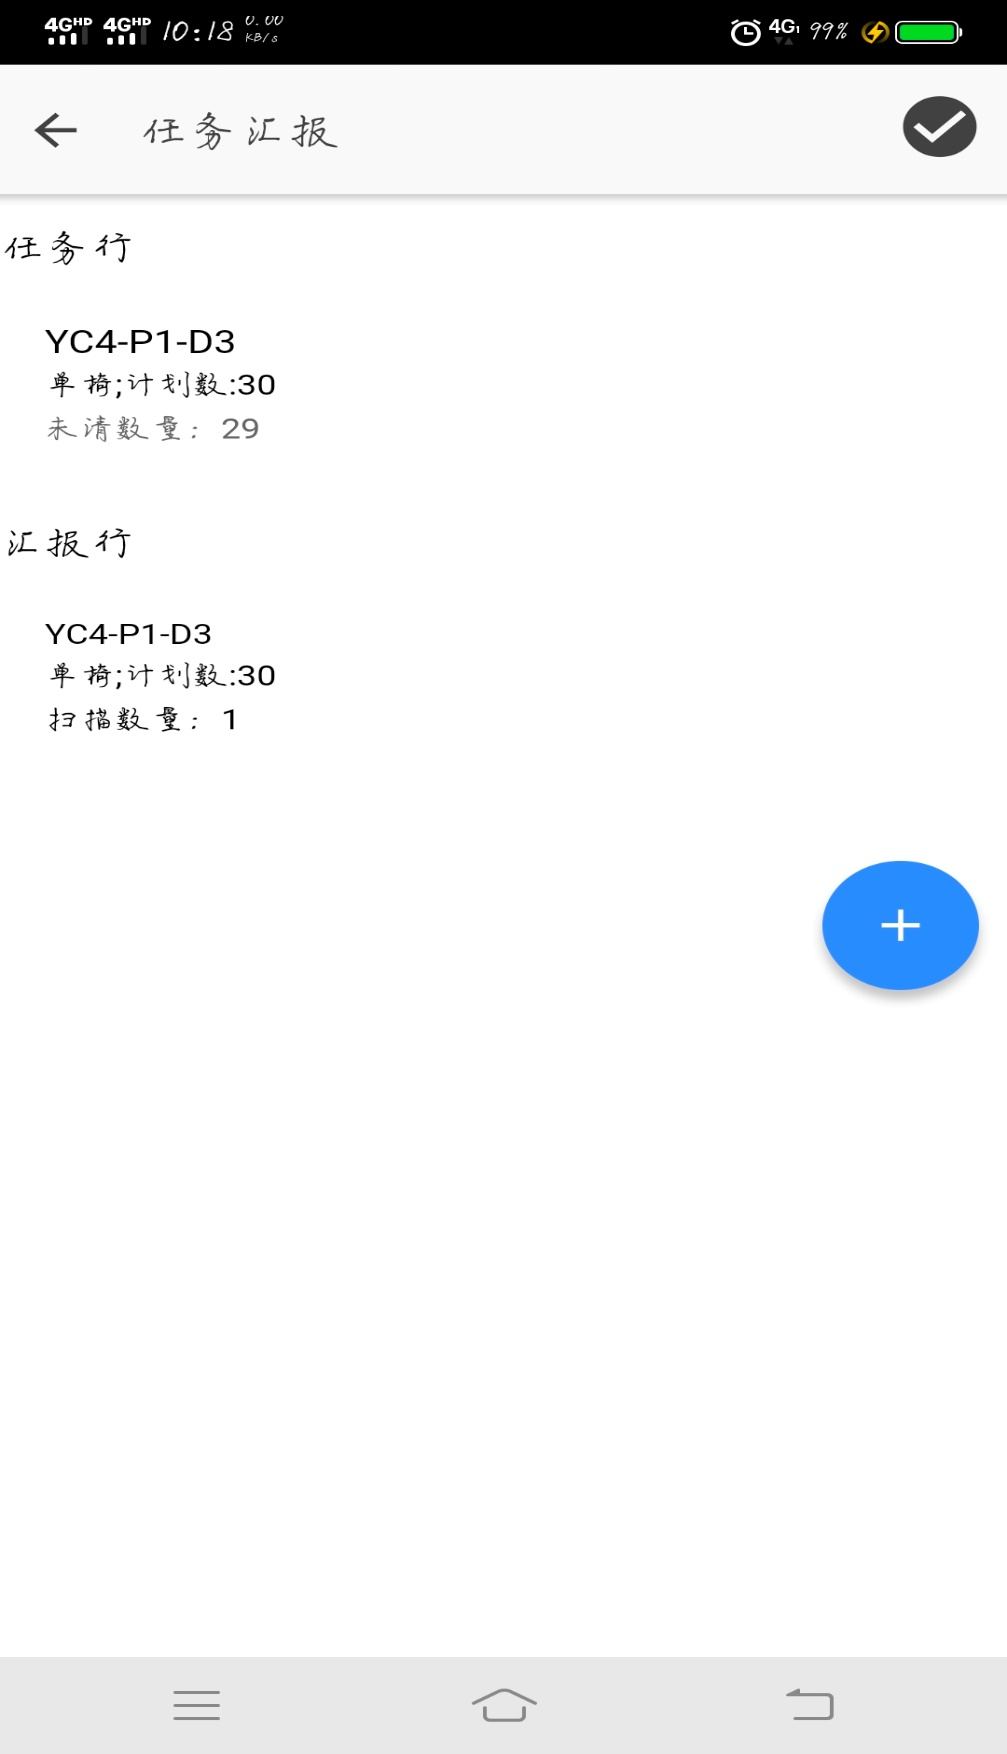 4GHD 4GHD 10:18 0.00 KB/s 4G1 99%
任务汇报
任务行
YC4-P1-D3
单椅;计划数:30
未清数量：29
汇报行
YC4-P1-D3
单椅;计划数:30
扫描数量：1